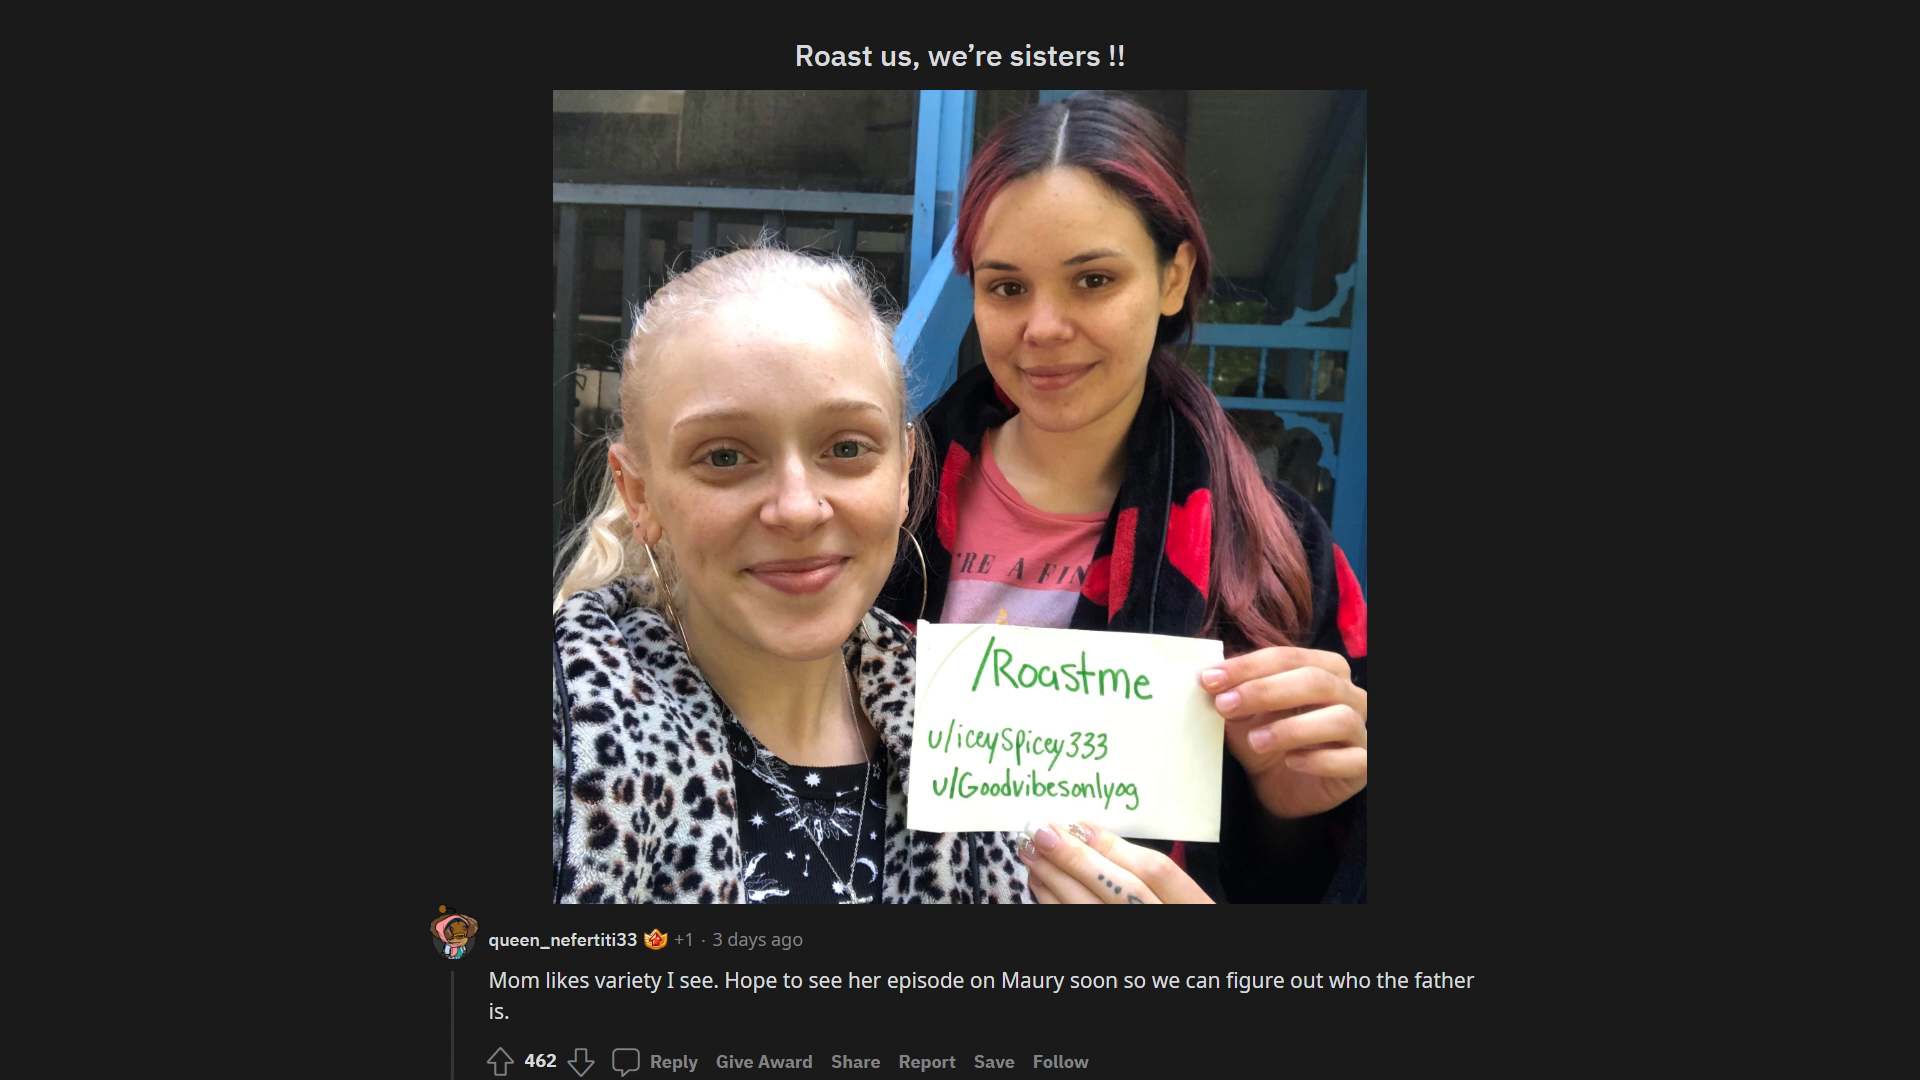 Roast us, we’re sisters !!
'RE A FIN
/Roastme
u/iceySpicey333
u/Goodvibesonlyog
queen_nefertiti33 +1 · 3 days ago
Mom likes variety I see. Hope to see her episode on Maury soon so we can figure out who the father
is.
462 Reply Give Award Share Report Save Follow